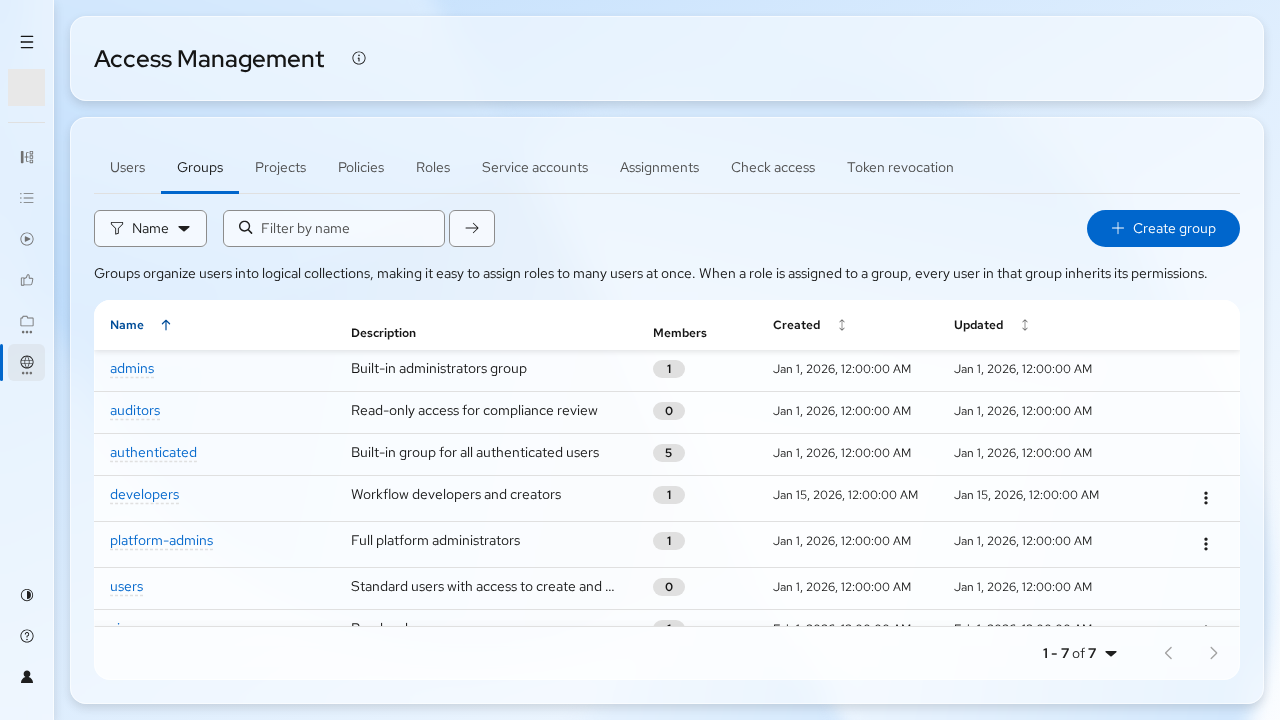 Access Management
Users Groups Projects Policies Roles Service accounts Assignments Check access Token revocation
Name Filter by name Create group
Groups organize users into logical collections, making it easy to assign roles to many users at once. When a role is assigned to a group, every user in that group inherits its permissions.
Name Description Members Created Updated
admins Built-in administrators group 1 Jan 1, 2026, 12:00:00 AM Jan 1, 2026, 12:00:00 AM
auditors Read-only access for compliance review 0 Jan 1, 2026, 12:00:00 AM Jan 1, 2026, 12:00:00 AM
authenticated Built-in group for all authenticated users 5 Jan 1, 2026, 12:00:00 AM Jan 1, 2026, 12:00:00 AM
developers Workflow developers and creators 1 Jan 15, 2026, 12:00:00 AM Jan 15, 2026, 12:00:00 AM
platform-admins Full platform administrators 1 Jan 1, 2026, 12:00:00 AM Jan 1, 2026, 12:00:00 AM
users Standard users with access to create and ... 0 Jan 1, 2026, 12:00:00 AM Jan 1, 2026, 12:00:00 AM
1 - 7 of 7